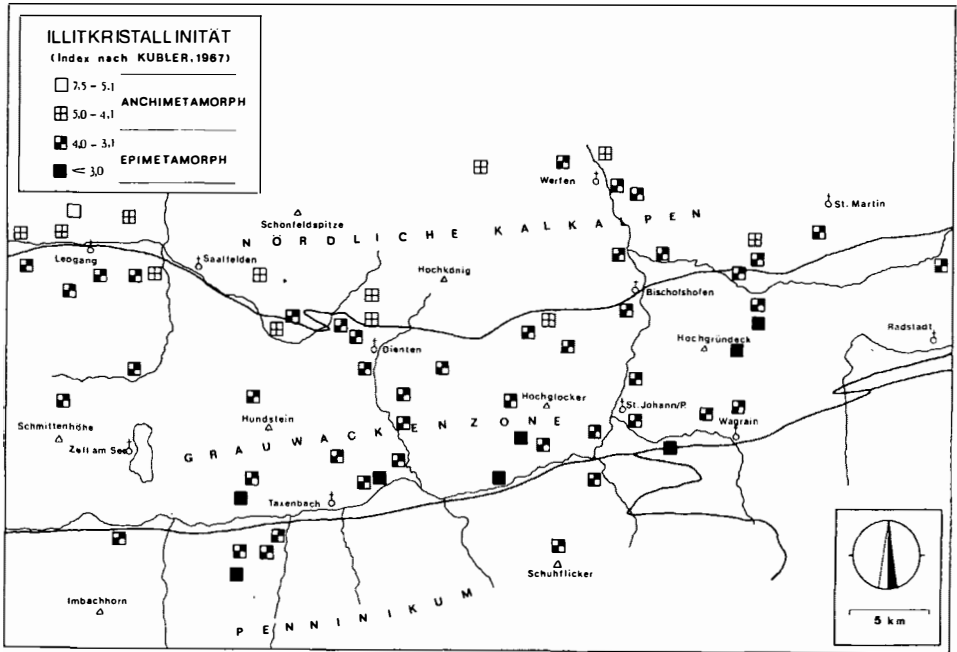 ILLITKRISTALLINITÄT
(Index nach KUBLER,1967)
7,5 – 5,1
ANCHIMETAMORPH
5,0 – 4,1
4,0 – 3,1
EPIMETAMORPH
≤ 3,0
Werfen
St. Martin
Schönfeldspitze
NÖRDLICHE KALKALPEN
Leogang
Saalfelden
Hochkönig
Bischofshofen
Radstadt
Hochgründeck
Dienten
Hochglocker
St. Johann/P.
Hundstein
Schmittenhöhe
Wagrain
Zell am See
GRAUWACKENZONE
Taxenbach
Schuhflicker
Imbachhorn
PENNINIKUM
5 km